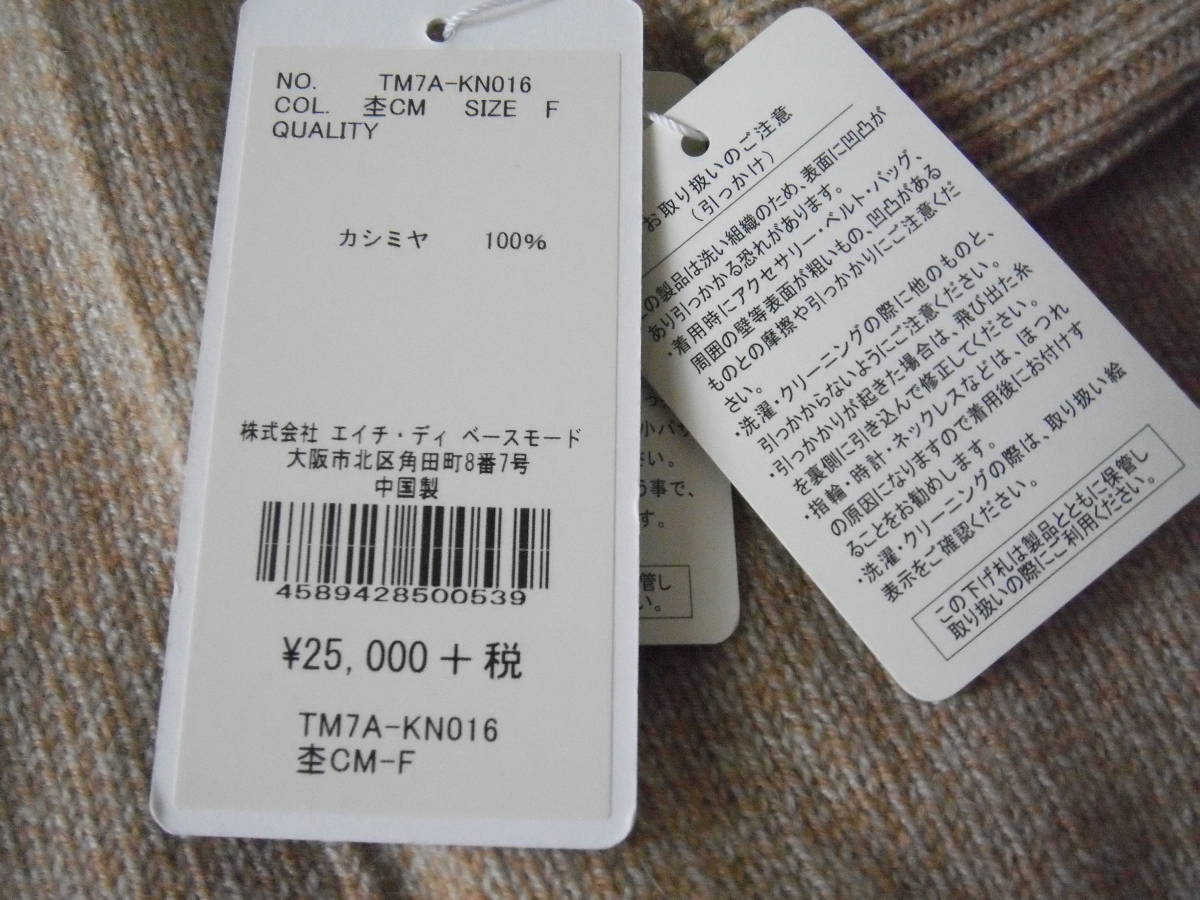 NO. TM7A-KN016
COL. 杢CM SIZE F
QUALITY
カシミヤ 100%
株式会社 エイチ・ディ ベースモード
大阪市北区角田町8番7号
中国製
4589428500539
¥25,000+税
TM7A-KN016
杢CM-F
お取り扱いのご注意
(引っかけ)
の製品は洗い組織のため、表面に凹凸が
あり引っかかる恐れがあります。
・着用時にアクセサリー・ベルト・バッグ、
周囲の壁等表面が粗いもの、凹凸がある
ものとの摩擦や引っかかりにご注意くだ
さい。
・洗濯・クリーニングの際に他のものと、
引っかからないようにご注意ください。
・引っかかりが起きた場合は、飛び出た糸
を裏側に引き込んで修正してください。
・指輪・時計・ネックレスなどは、ほつれ
の原因になりますので着用後にお付けす
ることをお勧めします。
・洗濯・クリーニングの際は、取り扱い絵
表示をご確認ください。
この下げ札は製品とともに保管し
取り扱いの際にご利用ください。
小バッ
さい。
う事で、
す。
保管し
い。